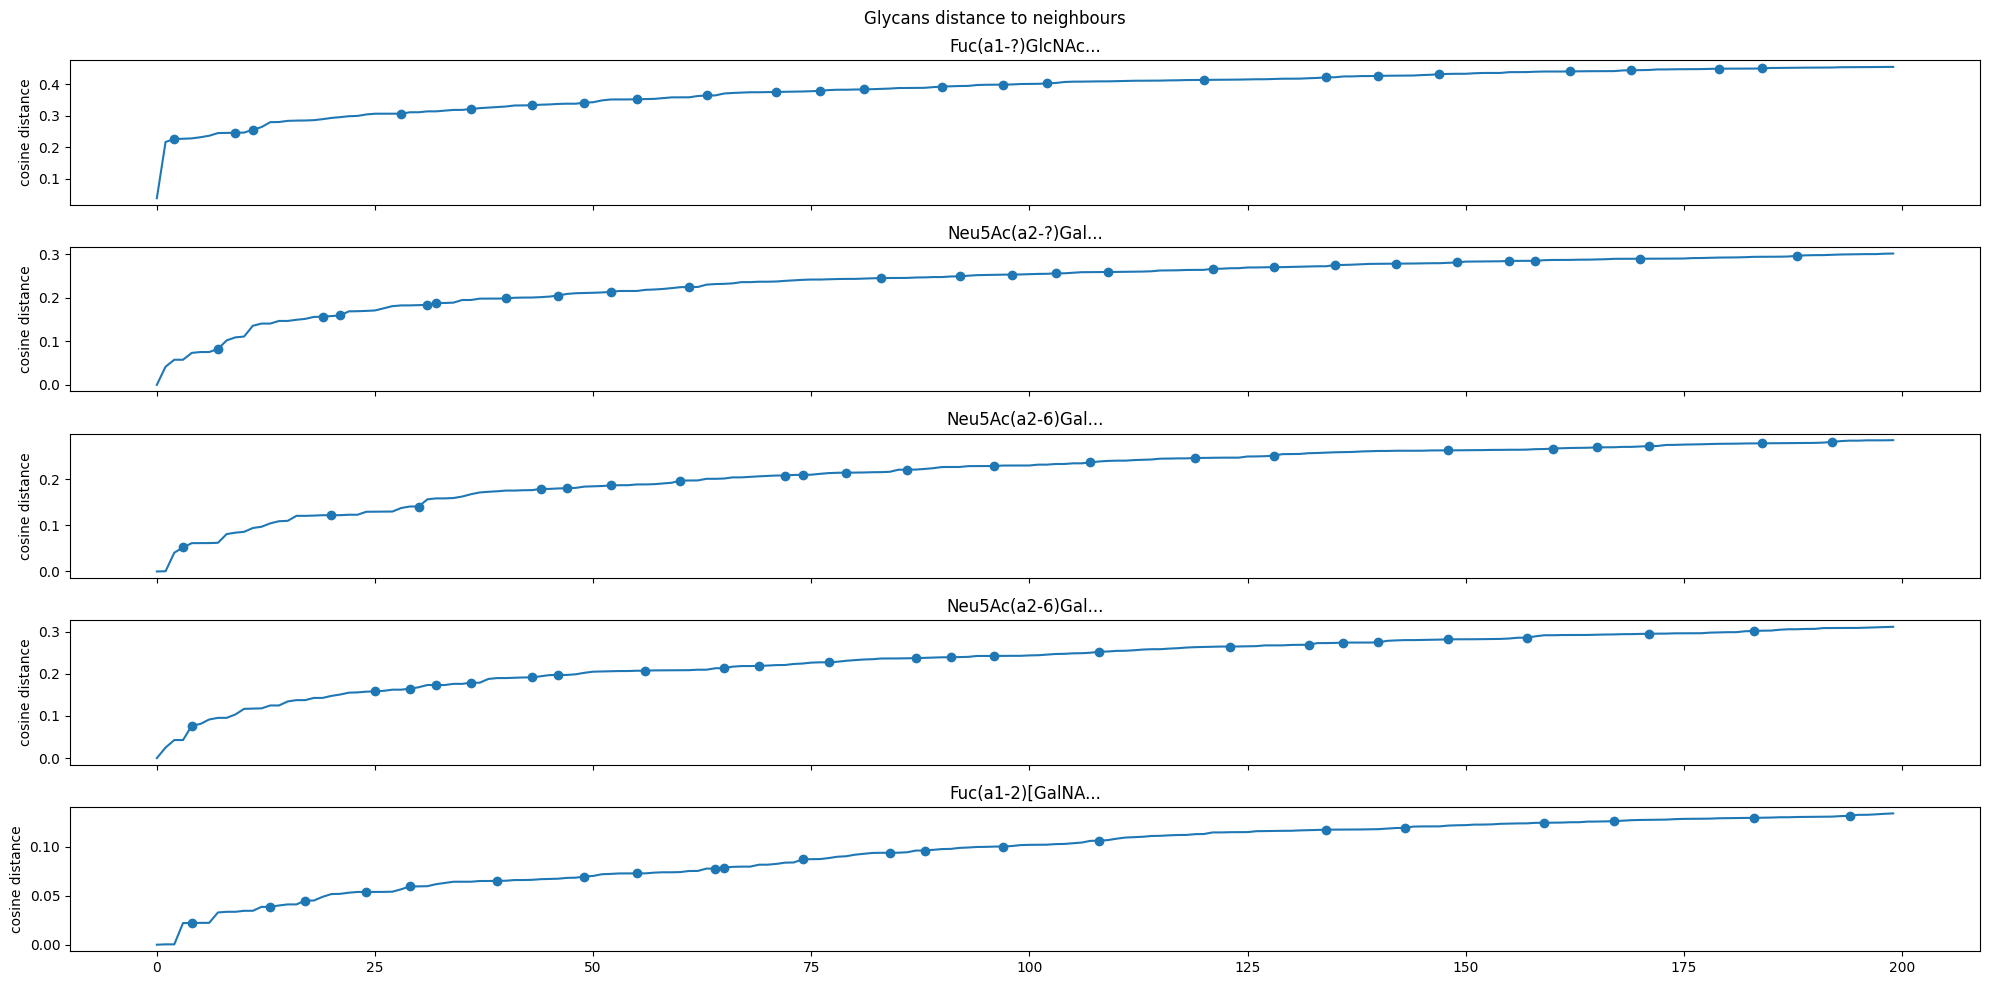 Glycans distance to neighbours
Fuc(a1-?)GlcNAc...
cosine distance
0.4
0.3
0.2
0.1
Neu5Ac(a2-?)Gal...
cosine distance
0.3
0.2
0.1
0.0
Neu5Ac(a2-6)Gal...
cosine distance
0.2
0.1
0.0
Neu5Ac(a2-6)Gal...
cosine distance
0.3
0.2
0.1
0.0
Fuc(a1-2)[GalNA...
cosine distance
0.10
0.05
0.00
0 25 50 75 100 125 150 175 200